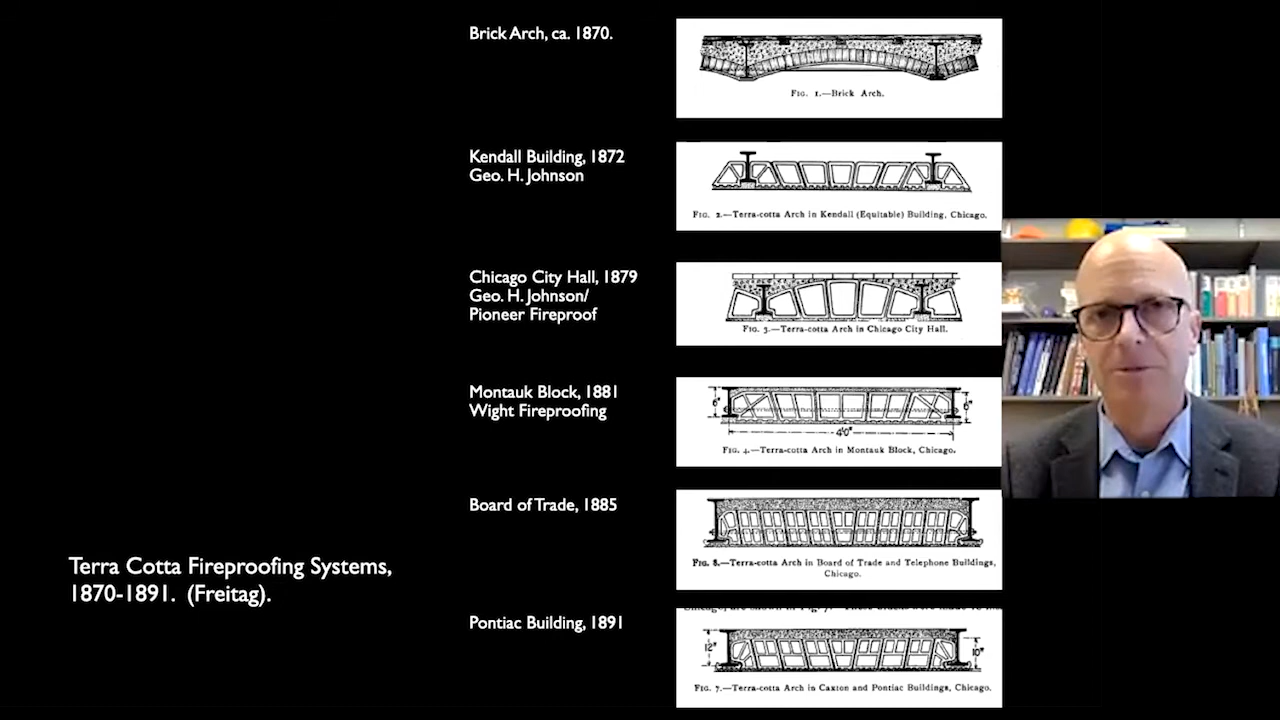 Brick Arch, ca. 1870.
FIG. 1.—Brick Arch.
Kendall Building, 1872
Geo. H. Johnson
FIG. 2.—Terra-cotta Arch in Kendall (Equitable) Building, Chicago.
Chicago City Hall, 1879
Geo. H. Johnson/
Pioneer Fireproof
FIG. 3.—Terra-cotta Arch in Chicago City Hall.
Montauk Block, 1881
Wight Fireproofing
6"
6"
4'0"
FIG. 4.—Terra-cotta Arch in Montauk Block, Chicago.
Board of Trade, 1885
FIG. 8.—Terra-cotta Arch in Board of Trade and Telephone Buildings,
Chicago.
Terra Cotta Fireproofing Systems,
1870-1891. (Freitag).
Pontiac Building, 1891
12"
10"
FIG. 7.—Terra-cotta Arch in Caxton and Pontiac Buildings, Chicago.